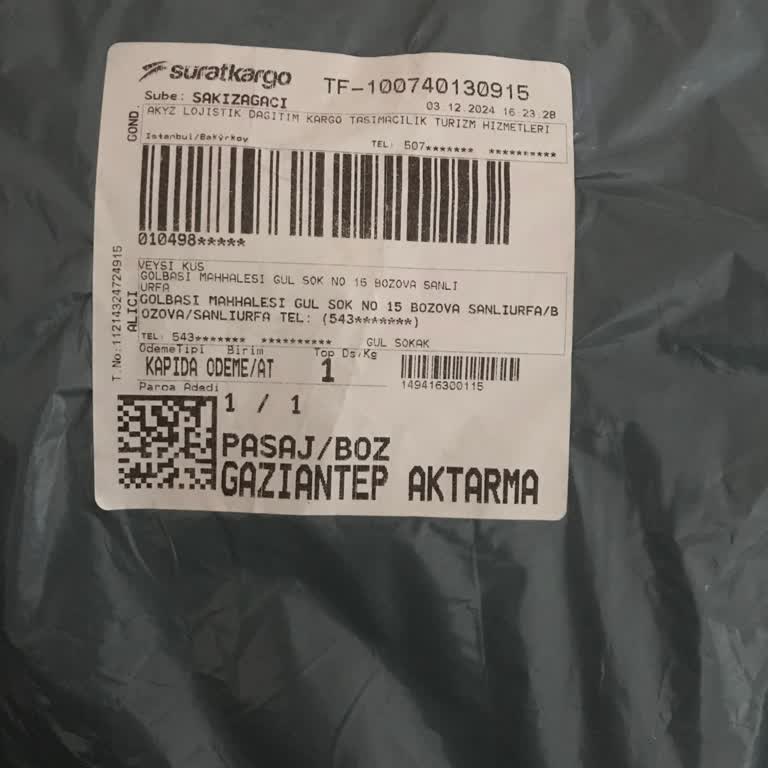 suratkargo
TF-100740130915
Sube: SAKIZAGACI
03 12.2024 16 23.28
GOND.
AKYZ LOJISTIK DAGITIM KARGO TASIMACILIK TURIZM HIZMETLERI
Istanbul/Bakýrkoy
TEL: 507******* **********
010498*****
T.No:11214324724915
ALICI
VEYSI KUS
GOLBASI MAHHALESI GUL SOK NO 15 BOZOVA SANLI
URFA
GOLBASI MAHHALESI GUL SOK NO 15 BOZOVA SANLIURFA/B
OZOVA/SANLIURFA TEL: (543*******)
TEL: 543******* ********** GUL SOKAK
OdemeTipi Birim Top Ds/Kg
KAPIDA ODEME/AT 1
149416300115
Parca Adedi
1 / 1
PASAJ/BOZ
GAZIANTEP AKTARMA